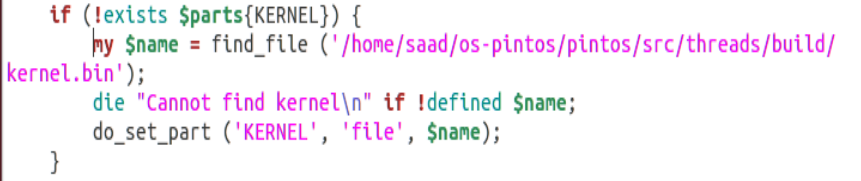 if (!exists $parts{KERNEL}) {
my $name = find_file ('/home/saad/os-pintos/pintos/src/threads/build/
kernel.bin');
die "Cannot find kernel\n" if !defined $name;
do_set_part ('KERNEL', 'file', $name);
}